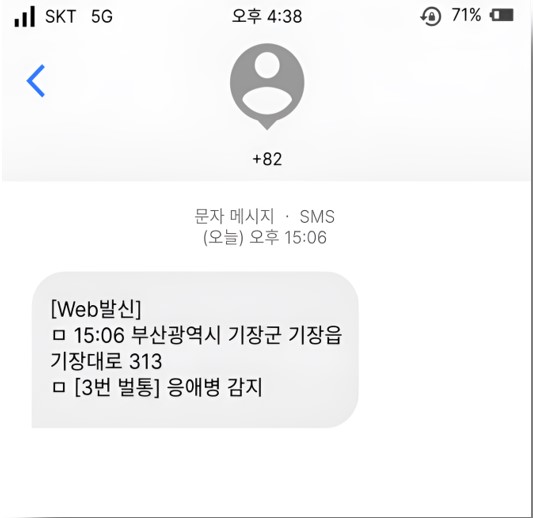 SKT 5G 오후 4:38 71%
+82
문자 메시지 · SMS
(오늘) 오후 15:06
[Web발신]
ㅁ 15:06 부산광역시 기장군 기장읍
기장대로 313
ㅁ [3번 벌통] 응애병 감지